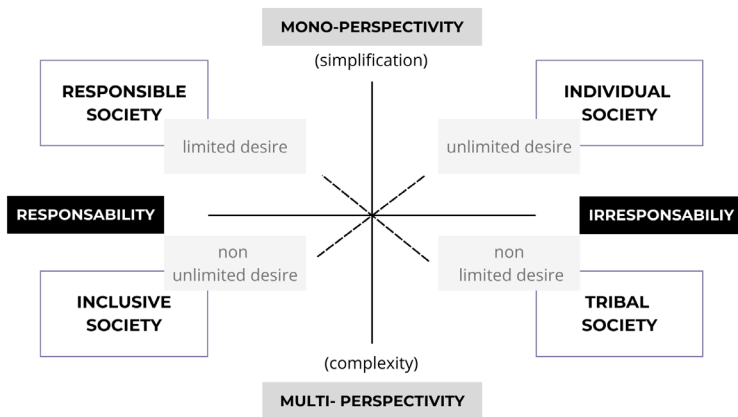 MONO-PERSPECTIVITY
(simplification)
RESPONSIBLE
SOCIETY
INDIVIDUAL
SOCIETY
limited desire
unlimited desire
RESPONSABILITY
IRRESPONSABILIY
non
unlimited desire
non
limited desire
INCLUSIVE
SOCIETY
TRIBAL
SOCIETY
(complexity)
MULTI- PERSPECTIVITY